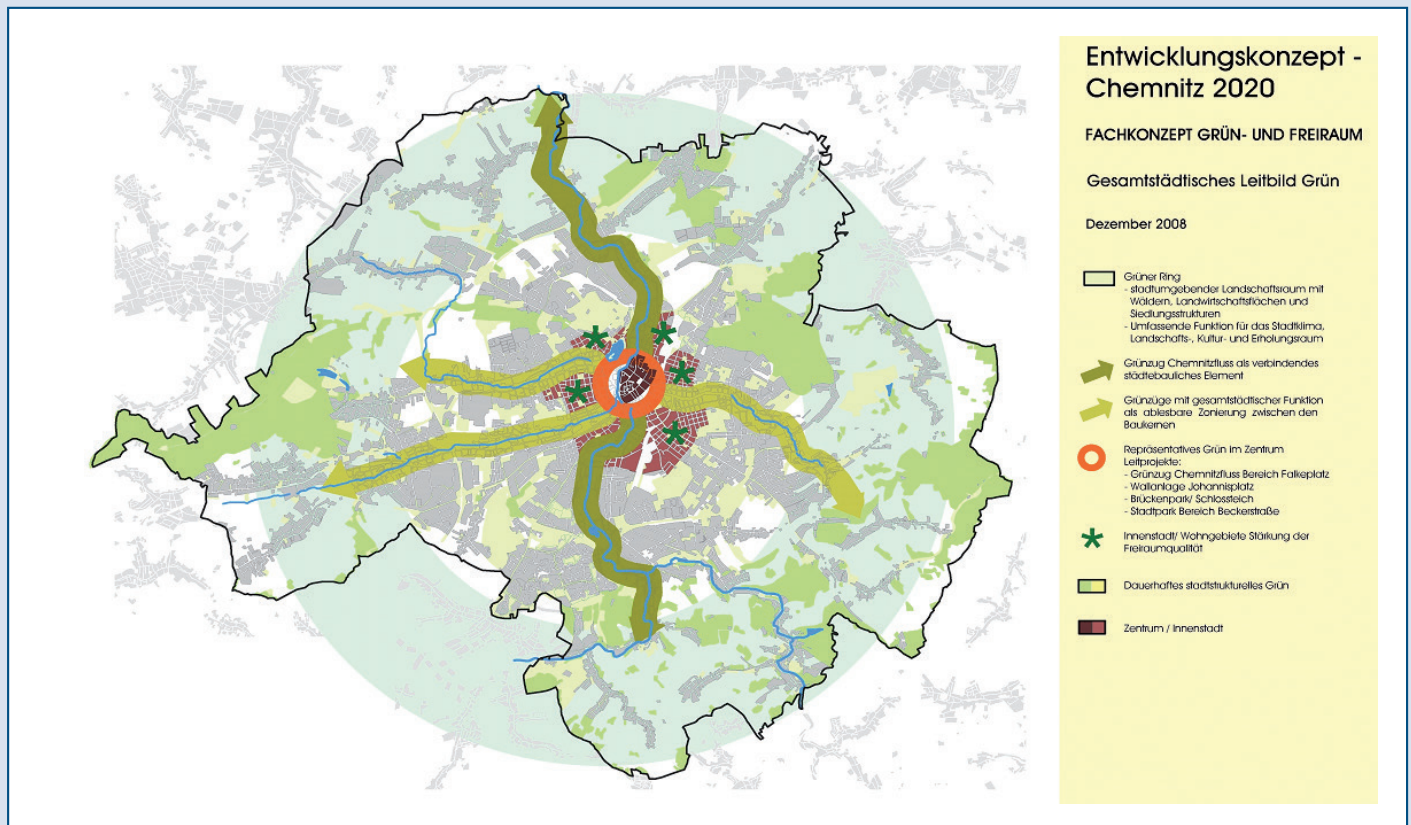 Entwicklungskonzept -
Chemnitz 2020
FACHKONZEPT GRÜN- UND FREIRAUM
Gesamtstädtisches Leitbild Grün
Dezember 2008
Grüner Ring
- stadtumgebender Landschaftsraum mit
Wäldern, Landwirtschaftsflächen und
Siedlungsstrukturen
- Umfassende Funktion für das Stadtklima,
Landschafts-, Kultur- und Erholungsraum
Grünzug Chemnitzfluss als verbindendes
städtebauliches Element
Grünzüge mit gesamtstädtischer Funktion
als ablesbare Zonierung zwischen den
Baukernen
Repräsentatives Grün im Zentrum
Leitprojekte:
- Grünzug Chemnitzfluss Bereich Falkeplatz
- Wallanlage Johannisplatz
- Brückenpark/ Schlossteich
- Stadtpark Bereich Beckerstraße
Innenstadt/ Wohngebiete Stärkung der
Freiraumqualität
Dauerhaftes stadtstrukturelles Grün
Zentrum / Innenstadt